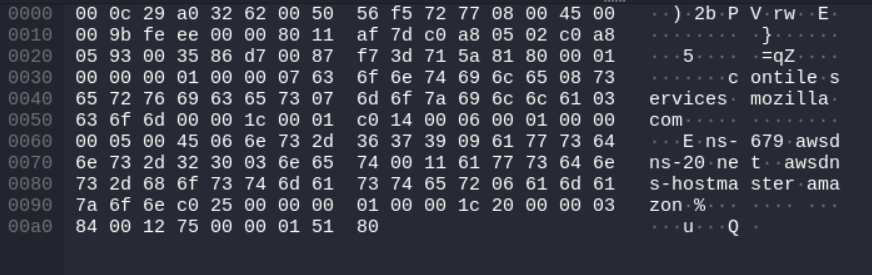 0000 00 0c 29 a0 32 62 00 50 56 f5 72 77 08 00 45 00 ··)·2b·P V·rw··E·
0010 00 9b fe ee 00 00 80 11 af 7d c0 a8 05 02 c0 a8 ········ ·}······
0020 05 93 00 35 86 d7 00 87 f7 3d 71 5a 81 80 00 01 ···5···· ·=qZ····
0030 00 00 00 01 00 00 07 63 6f 6e 74 69 6c 65 08 73 ·······c ontile·s
0040 65 72 76 69 63 65 73 07 6d 6f 7a 69 6c 6c 61 03 ervices· mozilla·
0050 63 6f 6d 00 00 1c 00 01 c0 14 00 06 00 01 00 00 com····· ········
0060 00 05 00 45 06 6e 73 2d 36 37 39 09 61 77 73 64 ···E·ns- 679·awsd
0070 6e 73 2d 32 30 03 6e 65 74 00 11 61 77 73 64 6e ns-20·ne t··awsdn
0080 73 2d 68 6f 73 74 6d 61 73 74 65 72 06 61 6d 61 s-hostma ster·ama
0090 7a 6f 6e c0 25 00 00 00 01 00 00 1c 20 00 00 03 zon·%··· ···· ···
00a0 84 00 12 75 00 00 01 51 80 ···u···Q ·